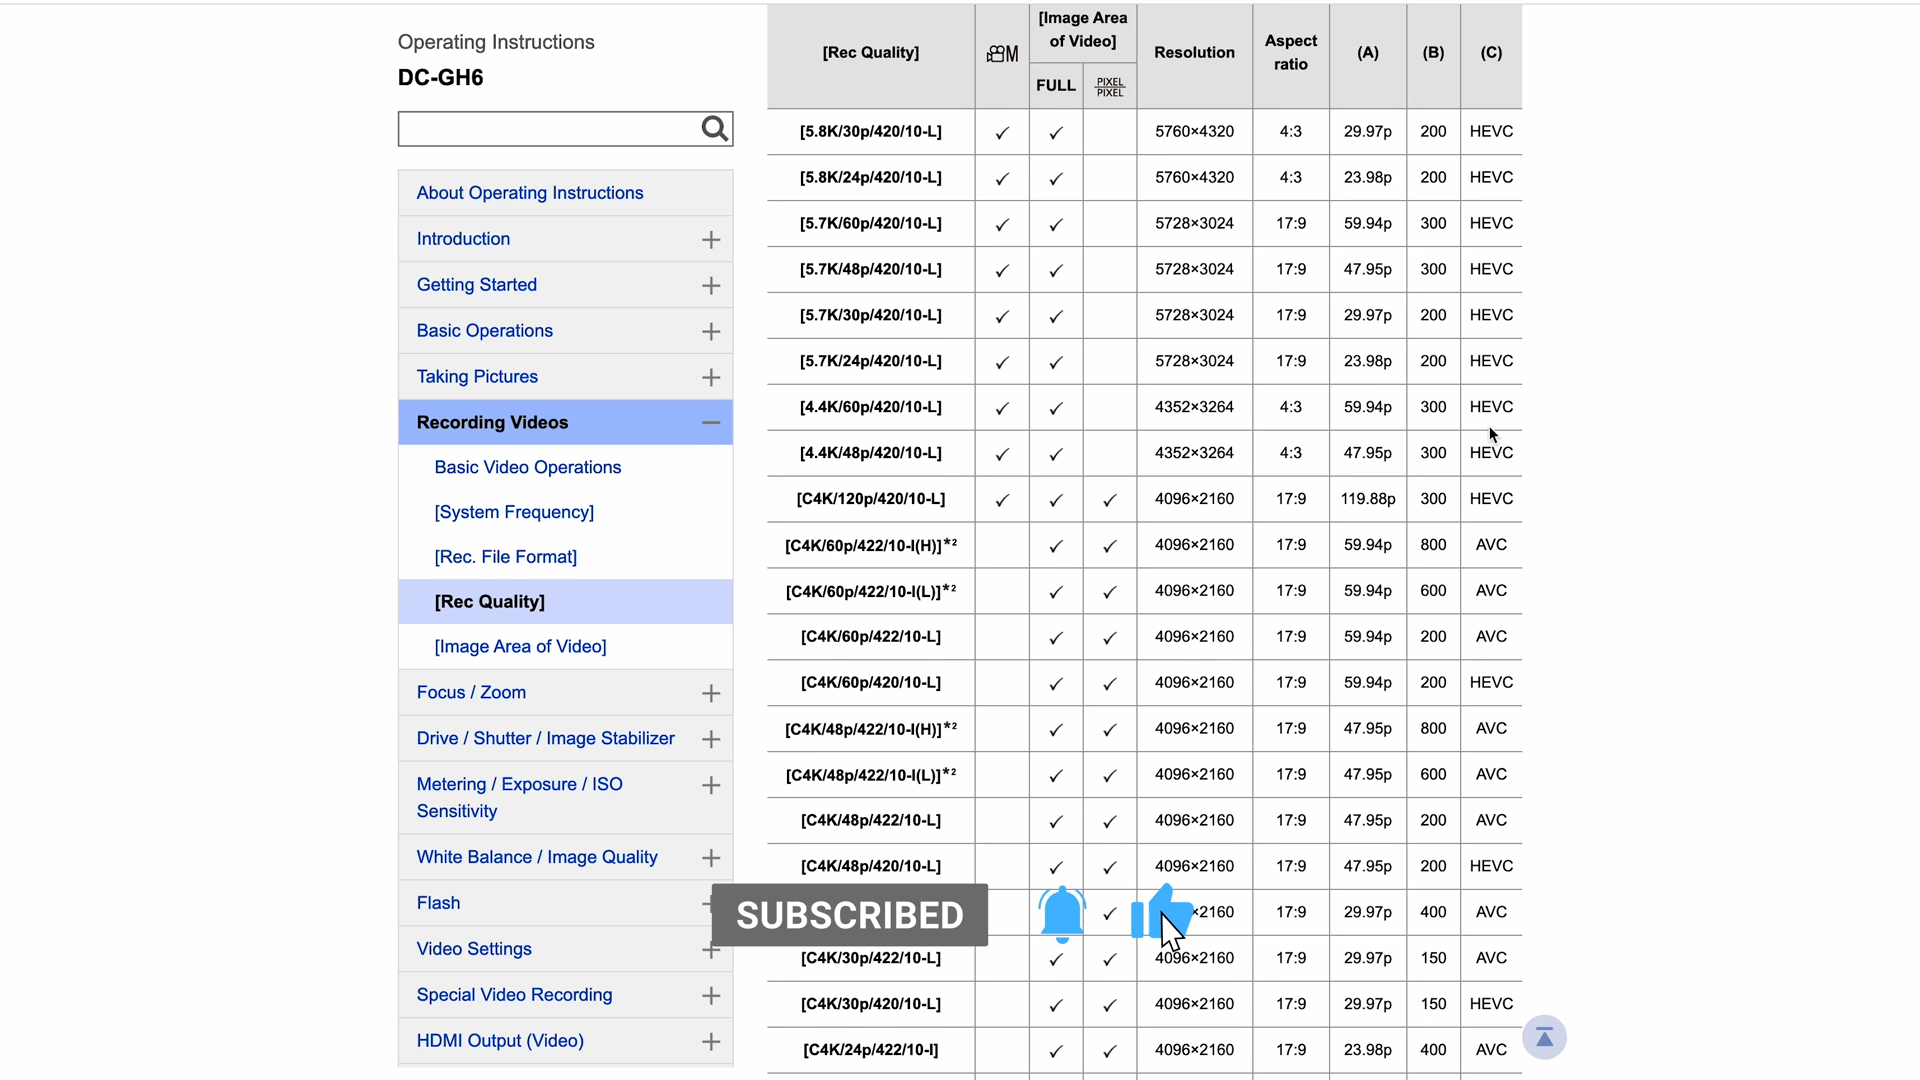 Operating Instructions
DC-GH6
About Operating Instructions
Introduction
Getting Started
Basic Operations
Taking Pictures
Recording Videos
Basic Video Operations
[System Frequency]
[Rec. File Format]
[Rec Quality]
[Image Area of Video]
Focus / Zoom
Drive / Shutter / Image Stabilizer
Metering / Exposure / ISO
Sensitivity
White Balance / Image Quality
Flash
Video Settings
Special Video Recording
HDMI Output (Video)
[Rec Quality] M [Image Area of Video] FULL PIXEL/PIXEL Resolution Aspect ratio (A) (B) (C)
[5.8K/30p/420/10-L] ✓ ✓ 5760×4320 4:3 29.97p 200 HEVC
[5.8K/24p/420/10-L] ✓ ✓ 5760×4320 4:3 23.98p 200 HEVC
[5.7K/60p/420/10-L] ✓ ✓ 5728×3024 17:9 59.94p 300 HEVC
[5.7K/48p/420/10-L] ✓ ✓ 5728×3024 17:9 47.95p 300 HEVC
[5.7K/30p/420/10-L] ✓ ✓ 5728×3024 17:9 29.97p 200 HEVC
[5.7K/24p/420/10-L] ✓ ✓ 5728×3024 17:9 23.98p 200 HEVC
[4.4K/60p/420/10-L] ✓ ✓ 4352×3264 4:3 59.94p 300 HEVC
[4.4K/48p/420/10-L] ✓ ✓ 4352×3264 4:3 47.95p 300 HEVC
[C4K/120p/420/10-L] ✓ ✓ ✓ 4096×2160 17:9 119.88p 300 HEVC
[C4K/60p/422/10-I(H)]*2 ✓ ✓ 4096×2160 17:9 59.94p 800 AVC
[C4K/60p/422/10-I(L)]*2 ✓ ✓ 4096×2160 17:9 59.94p 600 AVC
[C4K/60p/422/10-L] ✓ ✓ 4096×2160 17:9 59.94p 200 AVC
[C4K/60p/420/10-L] ✓ ✓ 4096×2160 17:9 59.94p 200 HEVC
[C4K/48p/422/10-I(H)]*2 ✓ ✓ 4096×2160 17:9 47.95p 800 AVC
[C4K/48p/422/10-I(L)]*2 ✓ ✓ 4096×2160 17:9 47.95p 600 AVC
[C4K/48p/422/10-L] ✓ ✓ 4096×2160 17:9 47.95p 200 AVC
[C4K/48p/420/10-L] ✓ ✓ 4096×2160 17:9 47.95p 200 HEVC
SUBSCRIBED ✓ ×2160 17:9 29.97p 400 AVC
[C4K/30p/422/10-L] ✓ ✓ 4096×2160 17:9 29.97p 150 AVC
[C4K/30p/420/10-L] ✓ ✓ 4096×2160 17:9 29.97p 150 HEVC
[C4K/24p/422/10-I] ✓ ✓ 4096×2160 17:9 23.98p 400 AVC